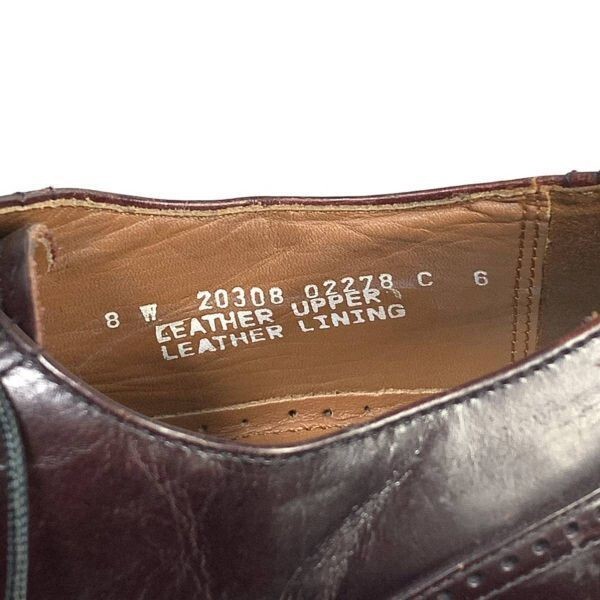 8 W 20308 02278 C 6
LEATHER UPPER
LEATHER LINING